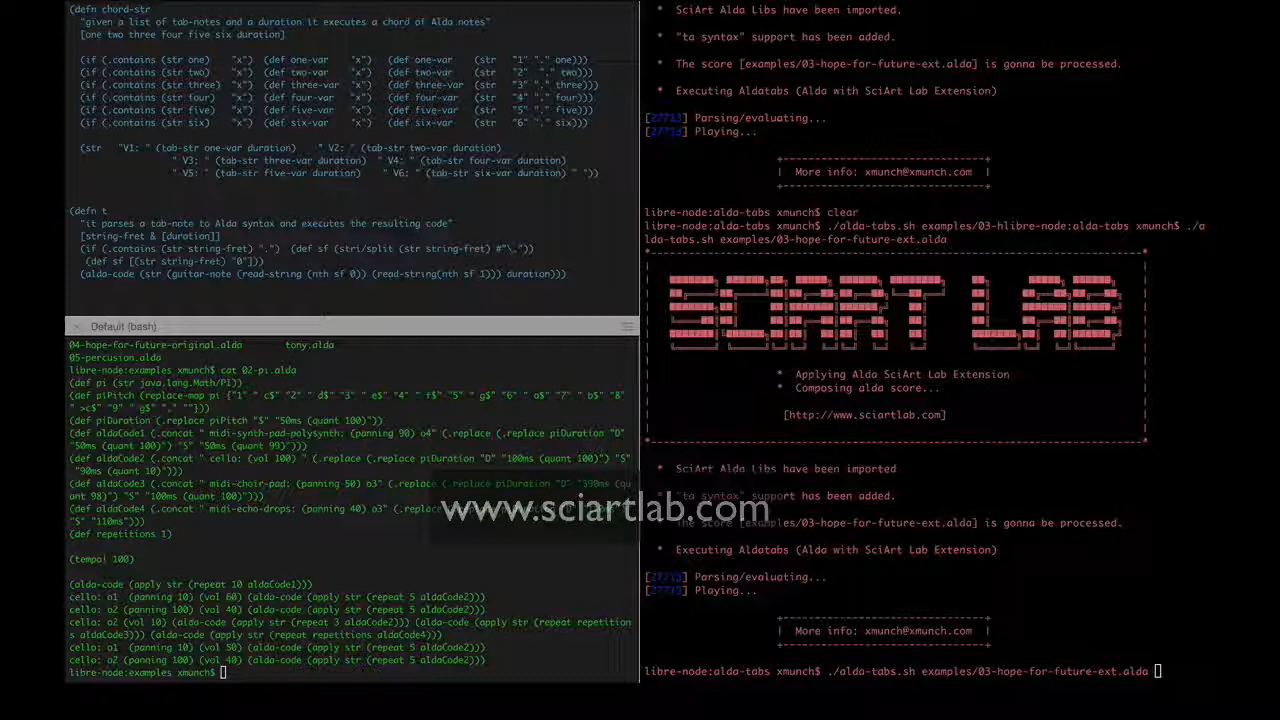 (defn chord-str
"given a list of tab-notes and a duration it executes a chord of Alda notes"
[one two three four five six duration]
(if (.contains (str one) "x") (def one-var "x") (def one-var (str "1" "." one)))
(if (.contains (str two) "x") (def two-var "x") (def two-var (str "2" "." two)))
(if (.contains (str three) "x") (def three-var "x") (def three-var (str "3" "." three)))
(if (.contains (str four) "x") (def four-var "x") (def four-var (str "4" "." four)))
(if (.contains (str five) "x") (def five-var "x") (def five-var (str "5" "." five)))
(if (.contains (str six) "x") (def six-var "x") (def six-var (str "6" "." six)))
(str "V1: " (tab-str one-var duration) " V2: " (tab-str two-var duration)
" V3: " (tab-str three-var duration) " V4: " (tab-str four-var duration)
" V5: " (tab-str five-var duration) " V6: " (tab-str six-var duration) " "))
(defn t
"it parses a tab-note to Alda syntax and executes the resulting code"
[string-fret & [duration]]
(if (.contains (str string-fret) ".") (def sf (stri/split (str string-fret) #"\."))
(def sf [(str string-fret) "0"]))
(alda-code (str (guitar-note (read-string (nth sf 0)) (read-string(nth sf 1))) duration)))
Default (bash)
04-hope-for-future-original.alda tony.alda
05-percusion.alda
libre-node:examples xmunch$ cat 02-pi.alda
(def pi (str java.lang.Math/PI))
(def piPitch (replace-map pi {"1" " c$" "2" " d$" "3" " e$" "4" " f$" "5" " g$" "6" " a$" "7" " b$" "8"
" >c$" "9" " g$" "." ""}))
(def piDuration (.replace piPitch "$" "50ms (quant 100)"))
(def aldaCode1 (.concat " midi-synth-pad-polysynth: (panning 90) o4" (.replace (.replace piDuration "D"
"50ms (quant 100)") "S" "50ms (quant 99)")))
(def aldaCode2 (.concat " cello: (vol 100) " (.replace (.replace piDuration "D" "100ms (quant 100)") "S"
"90ms (quant 10)")))
(def aldaCode3 (.concat " midi-choir-pad: (panning 50) o3" (.replace (.replace piDuration "D" "390ms (qu
ant 98)") "S" "100ms (quant 100)")))
(def aldaCode4 (.concat " midi-echo-drops: (panning 40) o3" (.replace
"S" "110ms")))
(def repetitions 1)
(tempo! 100)
(alda-code (apply str (repeat 10 aldaCode1)))
cello: o1 (panning 10) (vol 60) (alda-code (apply str (repeat 5 aldaCode2)))
cello: o2 (panning 100) (vol 40) (alda-code (apply str (repeat 5 aldaCode2)))
cello: o2 (vol 10) (alda-code (apply str (repeat 3 aldaCode2))) (alda-code (apply str (repeat repetition
s aldaCode3))) (alda-code (apply str (repeat repetitions aldaCode4)))
cello: o1 (panning 10) (vol 50) (alda-code (apply str (repeat 5 aldaCode2)))
cello: o2 (panning 100) (vol 40) (alda-code (apply str (repeat 5 aldaCode2)))
libre-node:examples xmunch$
* SciArt Alda Libs have been imported.
* "ta syntax" support has been added.
* The score [examples/03-hope-for-future-ext.alda] is gonna be processed.
* Executing Aldatabs (Alda with SciArt Lab Extension)
[27713] Parsing/evaluating...
[27713] Playing...
| More info: xmunch@xmunch.com |
libre-node:alda-tabs xmunch$ clear
libre-node:alda-tabs xmunch$ ./alda-tabs.sh examples/03-hlibre-node:alda-tabs xmunch$ ./a
lda-tabs.sh examples/03-hope-for-future-ext.alda
SCIART LAB
* Applying Alda SciArt Lab Extension
* Composing alda score...
[http://www.sciartlab.com]
* SciArt Alda Libs have been imported
"ta syntax" support has been added.
www.sciartlab.com
The score [examples/03-hope-for-future-ext.alda] is gonna be processed.
* Executing Aldatabs (Alda with SciArt Lab Extension)
[27713] Parsing/evaluating...
[27713] Playing...
| More info: xmunch@xmunch.com |
libre-node:alda-tabs xmunch$ ./alda-tabs.sh examples/03-hope-for-future-ext.alda